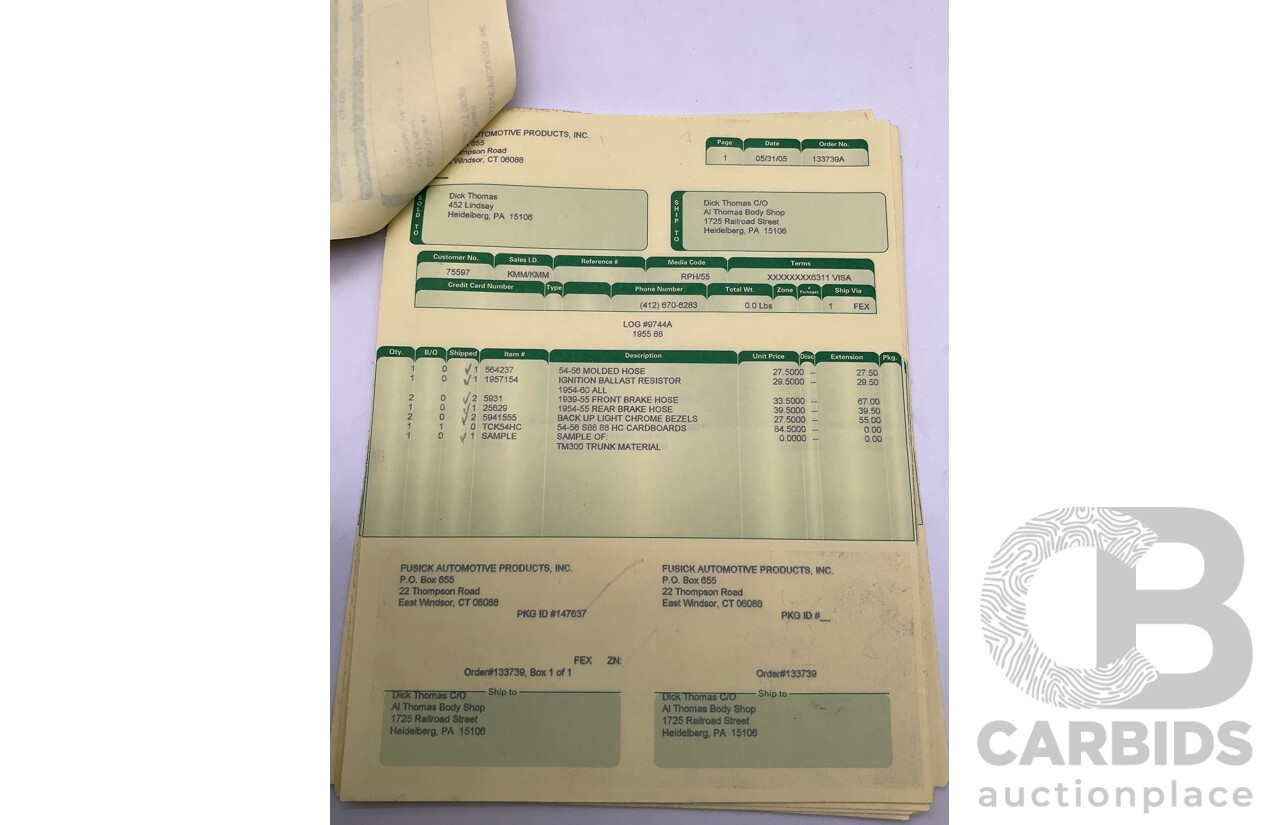 AUTOMOTIVE PRODUCTS, INC.
655
Thompson Road
Windsor, CT 06088
Page Date Order No.
1 05/31/05 133739A
SOLD TO
Dick Thomas
452 Lindsay
Heidelberg, PA 15106
SHIP TO
Dick Thomas C/O
Al Thomas Body Shop
1725 Railroad Street
Heidelberg, PA 15106
Customer No. Sales I.D. Reference # Media Code Terms
75597 KMM/KMM RPH/55 XXXXXXXX6311 VISA
Credit Card Number Type Phone Number Total Wt. Zone # Packages Ship Via
(412) 670-6283 0.0 Lbs 1 FEX
LOG #9744A
1955 88
Qty. B/O Shipped Item # Description Unit Price Disc Extension Pkg.
1 0 ✓1 564237 54-56 MOLDED HOSE 27.5000 -- 27.50
1 0 ✓1 1957154 IGNITION BALLAST RESISTOR 29.5000 -- 29.50
1954-60 ALL
2 0 ✓2 5931 1939-55 FRONT BRAKE HOSE 33.5000 -- 67.00
1 0 ✓1 25629 1954-55 REAR BRAKE HOSE 39.5000 -- 39.50
2 0 ✓2 5941555 BACK UP LIGHT CHROME BEZELS 27.5000 -- 55.00
1 1 0 TCK54HC 54-56 S88 88 HC CARDBOARDS 84.5000 -- 0.00
1 0 ✓1 SAMPLE SAMPLE OF: 0.0000 -- 0.00
TM300 TRUNK MATERIAL
FUSICK AUTOMOTIVE PRODUCTS, INC.
P.O. Box 655
22 Thompson Road
East Windsor, CT 06088
PKG ID #147637
FEX ZN:
Order#133739, Box 1 of 1
Ship to
Dick Thomas C/O
Al Thomas Body Shop
1725 Railroad Street
Heidelberg, PA 15106
FUSICK AUTOMOTIVE PRODUCTS, INC.
P.O. Box 655
22 Thompson Road
East Windsor, CT 06088
PKG ID #__
Order#133739
Ship to
Dick Thomas C/O
Al Thomas Body Shop
1725 Railroad Street
Heidelberg, PA 15106
CB
CARBIDS
auctionplace